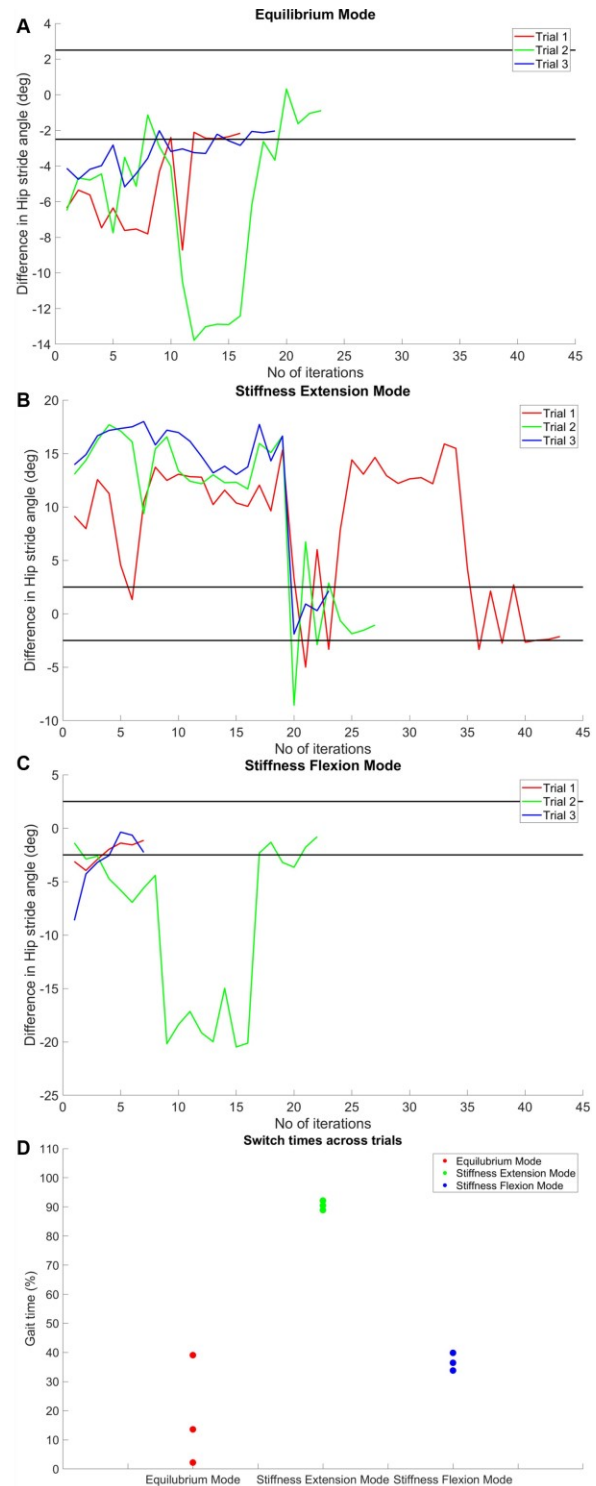 A
Equilibrium Mode
Difference in Hip stride angle (deg)
4
2
0
-2
-4
-6
-8
-10
-12
-14
Trial 1
Trial 2
Trial 3
0 5 10 15 20 25 30 35 40 45
No of iterations
B
Stiffness Extension Mode
Difference in Hip stride angle (deg)
20
15
10
5
0
-5
-10
Trial 1
Trial 2
Trial 3
0 5 10 15 20 25 30 35 40 45
No of iterations
C
Stiffness Flexion Mode
Difference in Hip stride angle (deg)
5
0
-5
-10
-15
-20
-25
Trial 1
Trial 2
Trial 3
0 5 10 15 20 25 30 35 40 45
No of iterations
D
Switch times across trials
Gait time (%)
110
100
90
80
70
60
50
40
30
20
10
0
Equilubrium Mode
Stiffness Extension Mode
Stiffness Flexion Mode
Equilubrium Mode Stiffness Extension Mode Stiffness Flexion Mode